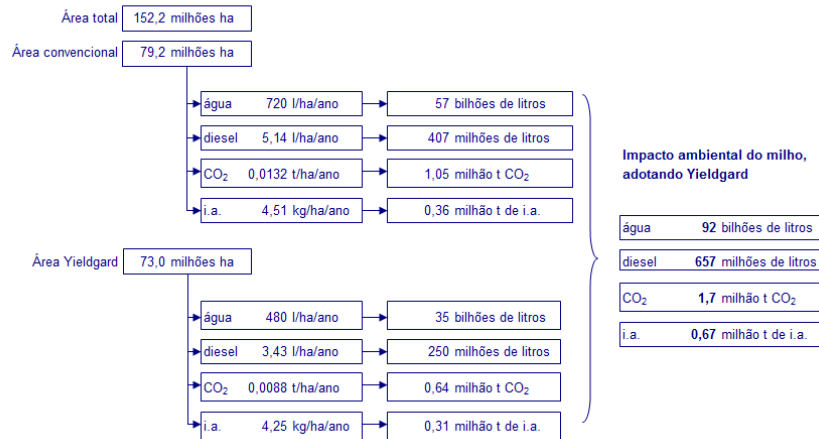 Área total 152,2 milhões ha
Área convencional 79,2 milhões ha
água 720 l/ha/ano 57 bilhões de litros
diesel 5,14 l/ha/ano 407 milhões de litros
CO₂ 0,0132 t/ha/ano 1,05 milhão t CO₂
i.a. 4,51 kg/ha/ano 0,36 milhão t de i.a.
Área Yieldgard 73,0 milhões ha
água 480 l/ha/ano 35 bilhões de litros
diesel 3,43 l/ha/ano 250 milhões de litros
CO₂ 0,0088 t/ha/ano 0,64 milhão t CO₂
i.a. 4,25 kg/ha/ano 0,31 milhão t de i.a.
Impacto ambiental do milho,
adotando Yieldgard
água 92 bilhões de litros
diesel 657 milhões de litros
CO₂ 1,7 milhão t CO₂
i.a. 0,67 milhão t de i.a.